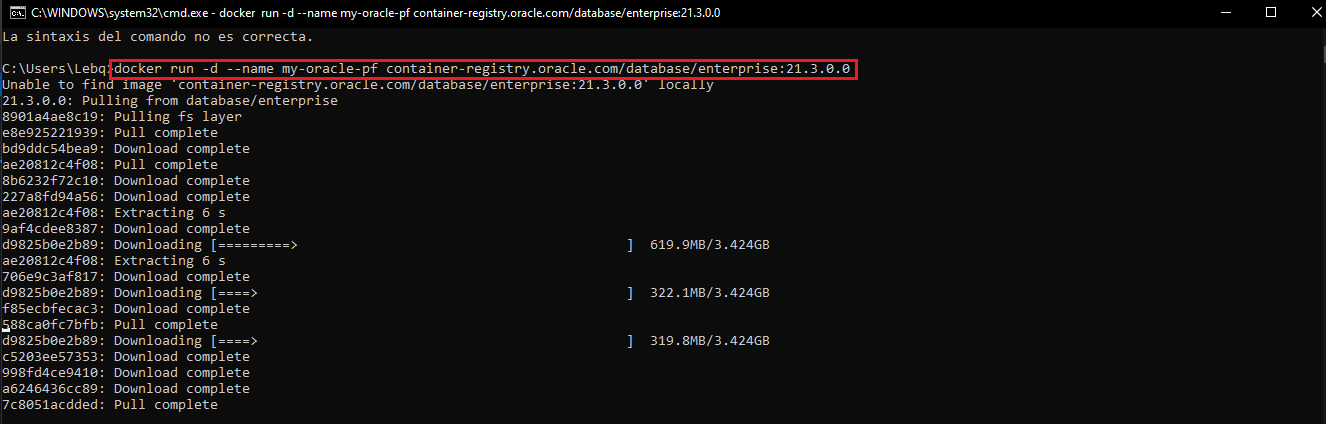 C:\WINDOWS\system32\cmd.exe - docker run -d --name my-oracle-pf container-registry.oracle.com/database/enterprise:21.3.0.0
La sintaxis del comando no es correcta.
C:\Users\Lebq>docker run -d --name my-oracle-pf container-registry.oracle.com/database/enterprise:21.3.0.0
Unable to find image 'container-registry.oracle.com/database/enterprise:21.3.0.0' locally
21.3.0.0: Pulling from database/enterprise
8901a4ae8c19: Pulling fs layer
e8e925221939: Pull complete
bd9ddc54bea9: Download complete
ae20812c4f08: Pull complete
8b6232f72c10: Download complete
227a8fd94a56: Download complete
ae20812c4f08: Extracting 6 s
9af4cdee8387: Download complete
d9825b0e2b89: Downloading [=========>                                         ]  619.9MB/3.424GB
ae20812c4f08: Extracting 6 s
706e9c3af817: Download complete
d9825b0e2b89: Downloading [====>                                              ]  322.1MB/3.424GB
f85ecbfecac3: Download complete
588ca0fc7bfb: Pull complete
d9825b0e2b89: Downloading [====>                                              ]  319.8MB/3.424GB
c5203ee57353: Download complete
998fd4ce9410: Download complete
a6246436cc89: Download complete
7c8051acdded: Pull complete